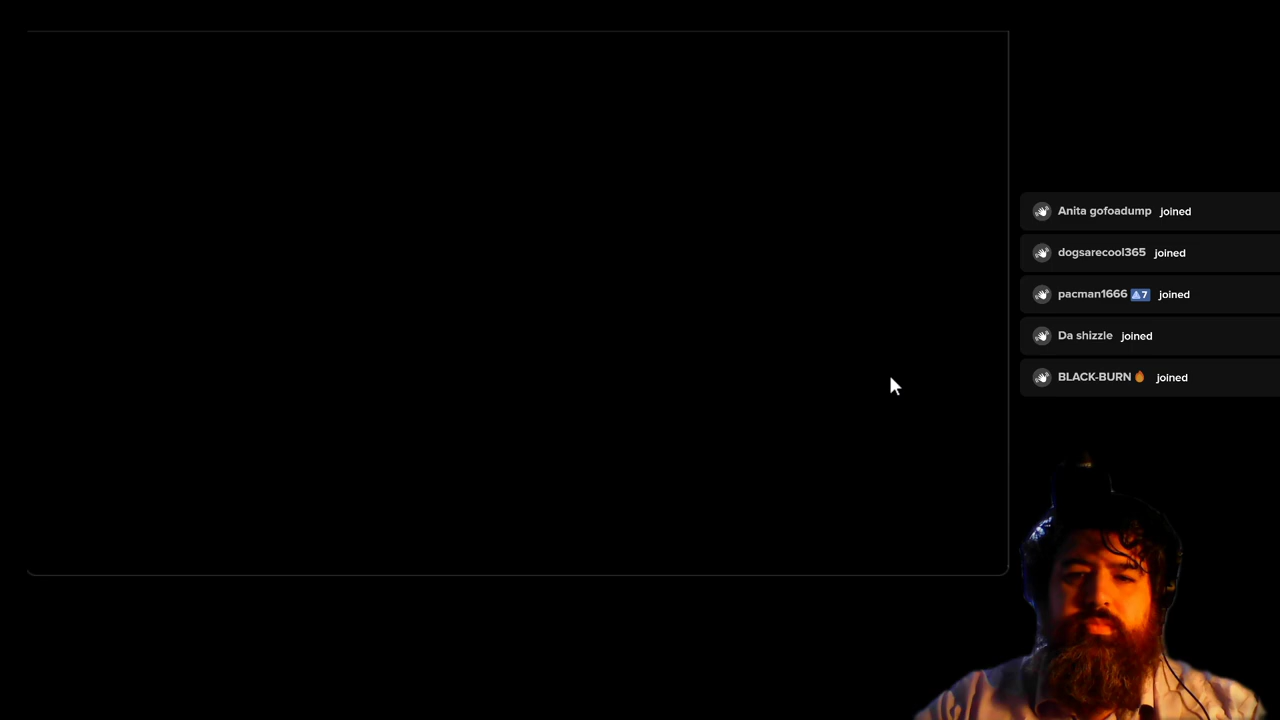 Anita gofoadump joined
dogsarecool365 joined
pacman1666 7 joined
Da shizzle joined
BLACK-BURN🔥 joined